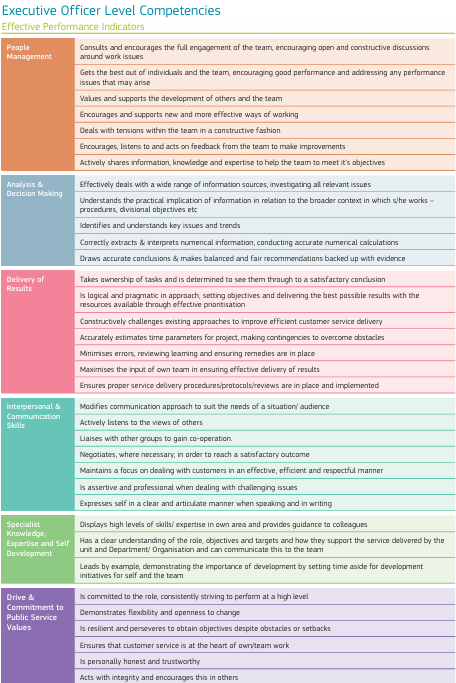 Executive Officer Level Competencies
Effective Performance Indicators
People
Management
Consults and encourages the full engagement of the team, encouraging open and constructive discussions
around work issues
Gets the best out of individuals and the team, encouraging good performance and addressing any performance
issues that may arise
Values and supports the development of others and the team
Encourages and supports new and more effective ways of working
Deals with tensions within the team in a constructive fashion
Encourages, listens to and acts on feedback from the team to make improvements
Actively shares information, knowledge and expertise to help the team to meet it's objectives
Analysis &
Decision Making
Effectively deals with a wide range of information sources, investigating all relevant issues
Understands the practical implication of information in relation to the broader context in which s/he works –
procedures, divisional objectives etc
Identifies and understands key issues and trends
Correctly extracts & interprets numerical information, conducting accurate numerical calculations
Draws accurate conclusions & makes balanced and fair recommendations backed up with evidence
Delivery of
Results
Takes ownership of tasks and is determined to see them through to a satisfactory conclusion
Is logical and pragmatic in approach, setting objectives and delivering the best possible results with the
resources available through effective prioritisation
Constructively challenges existing approaches to improve efficient customer service delivery
Accurately estimates time parameters for project, making contingencies to overcome obstacles
Minimises errors, reviewing learning and ensuring remedies are in place
Maximises the input of own team in ensuring effective delivery of results
Ensures proper service delivery procedures/protocols/reviews are in place and implemented
Interpersonal &
Communication
Skills
Modifies communication approach to suit the needs of a situation/ audience
Actively listens to the views of others
Liaises with other groups to gain co-operation.
Negotiates, where necessary, in order to reach a satisfactory outcome
Maintains a focus on dealing with customers in an effective, efficient and respectful manner
Is assertive and professional when dealing with challenging issues
Expresses self in a clear and articulate manner when speaking and in writing
Specialist
Knowledge,
Expertise and Self
Development
Displays high levels of skills/ expertise in own area and provides guidance to colleagues
Has a clear understanding of the role, objectives and targets and how they support the service delivered by the
unit and Department/ Organisation and can communicate this to the team
Leads by example, demonstrating the importance of development by setting time aside for development
initiatives for self and the team
Drive &
Commitment to
Public Service
Values
Is committed to the role, consistently striving to perform at a high level
Demonstrates flexibility and openness to change
Is resilient and perseveres to obtain objectives despite obstacles or setbacks
Ensures that customer service is at the heart of own/team work
Is personally honest and trustworthy
Acts with integrity and encourages this in others